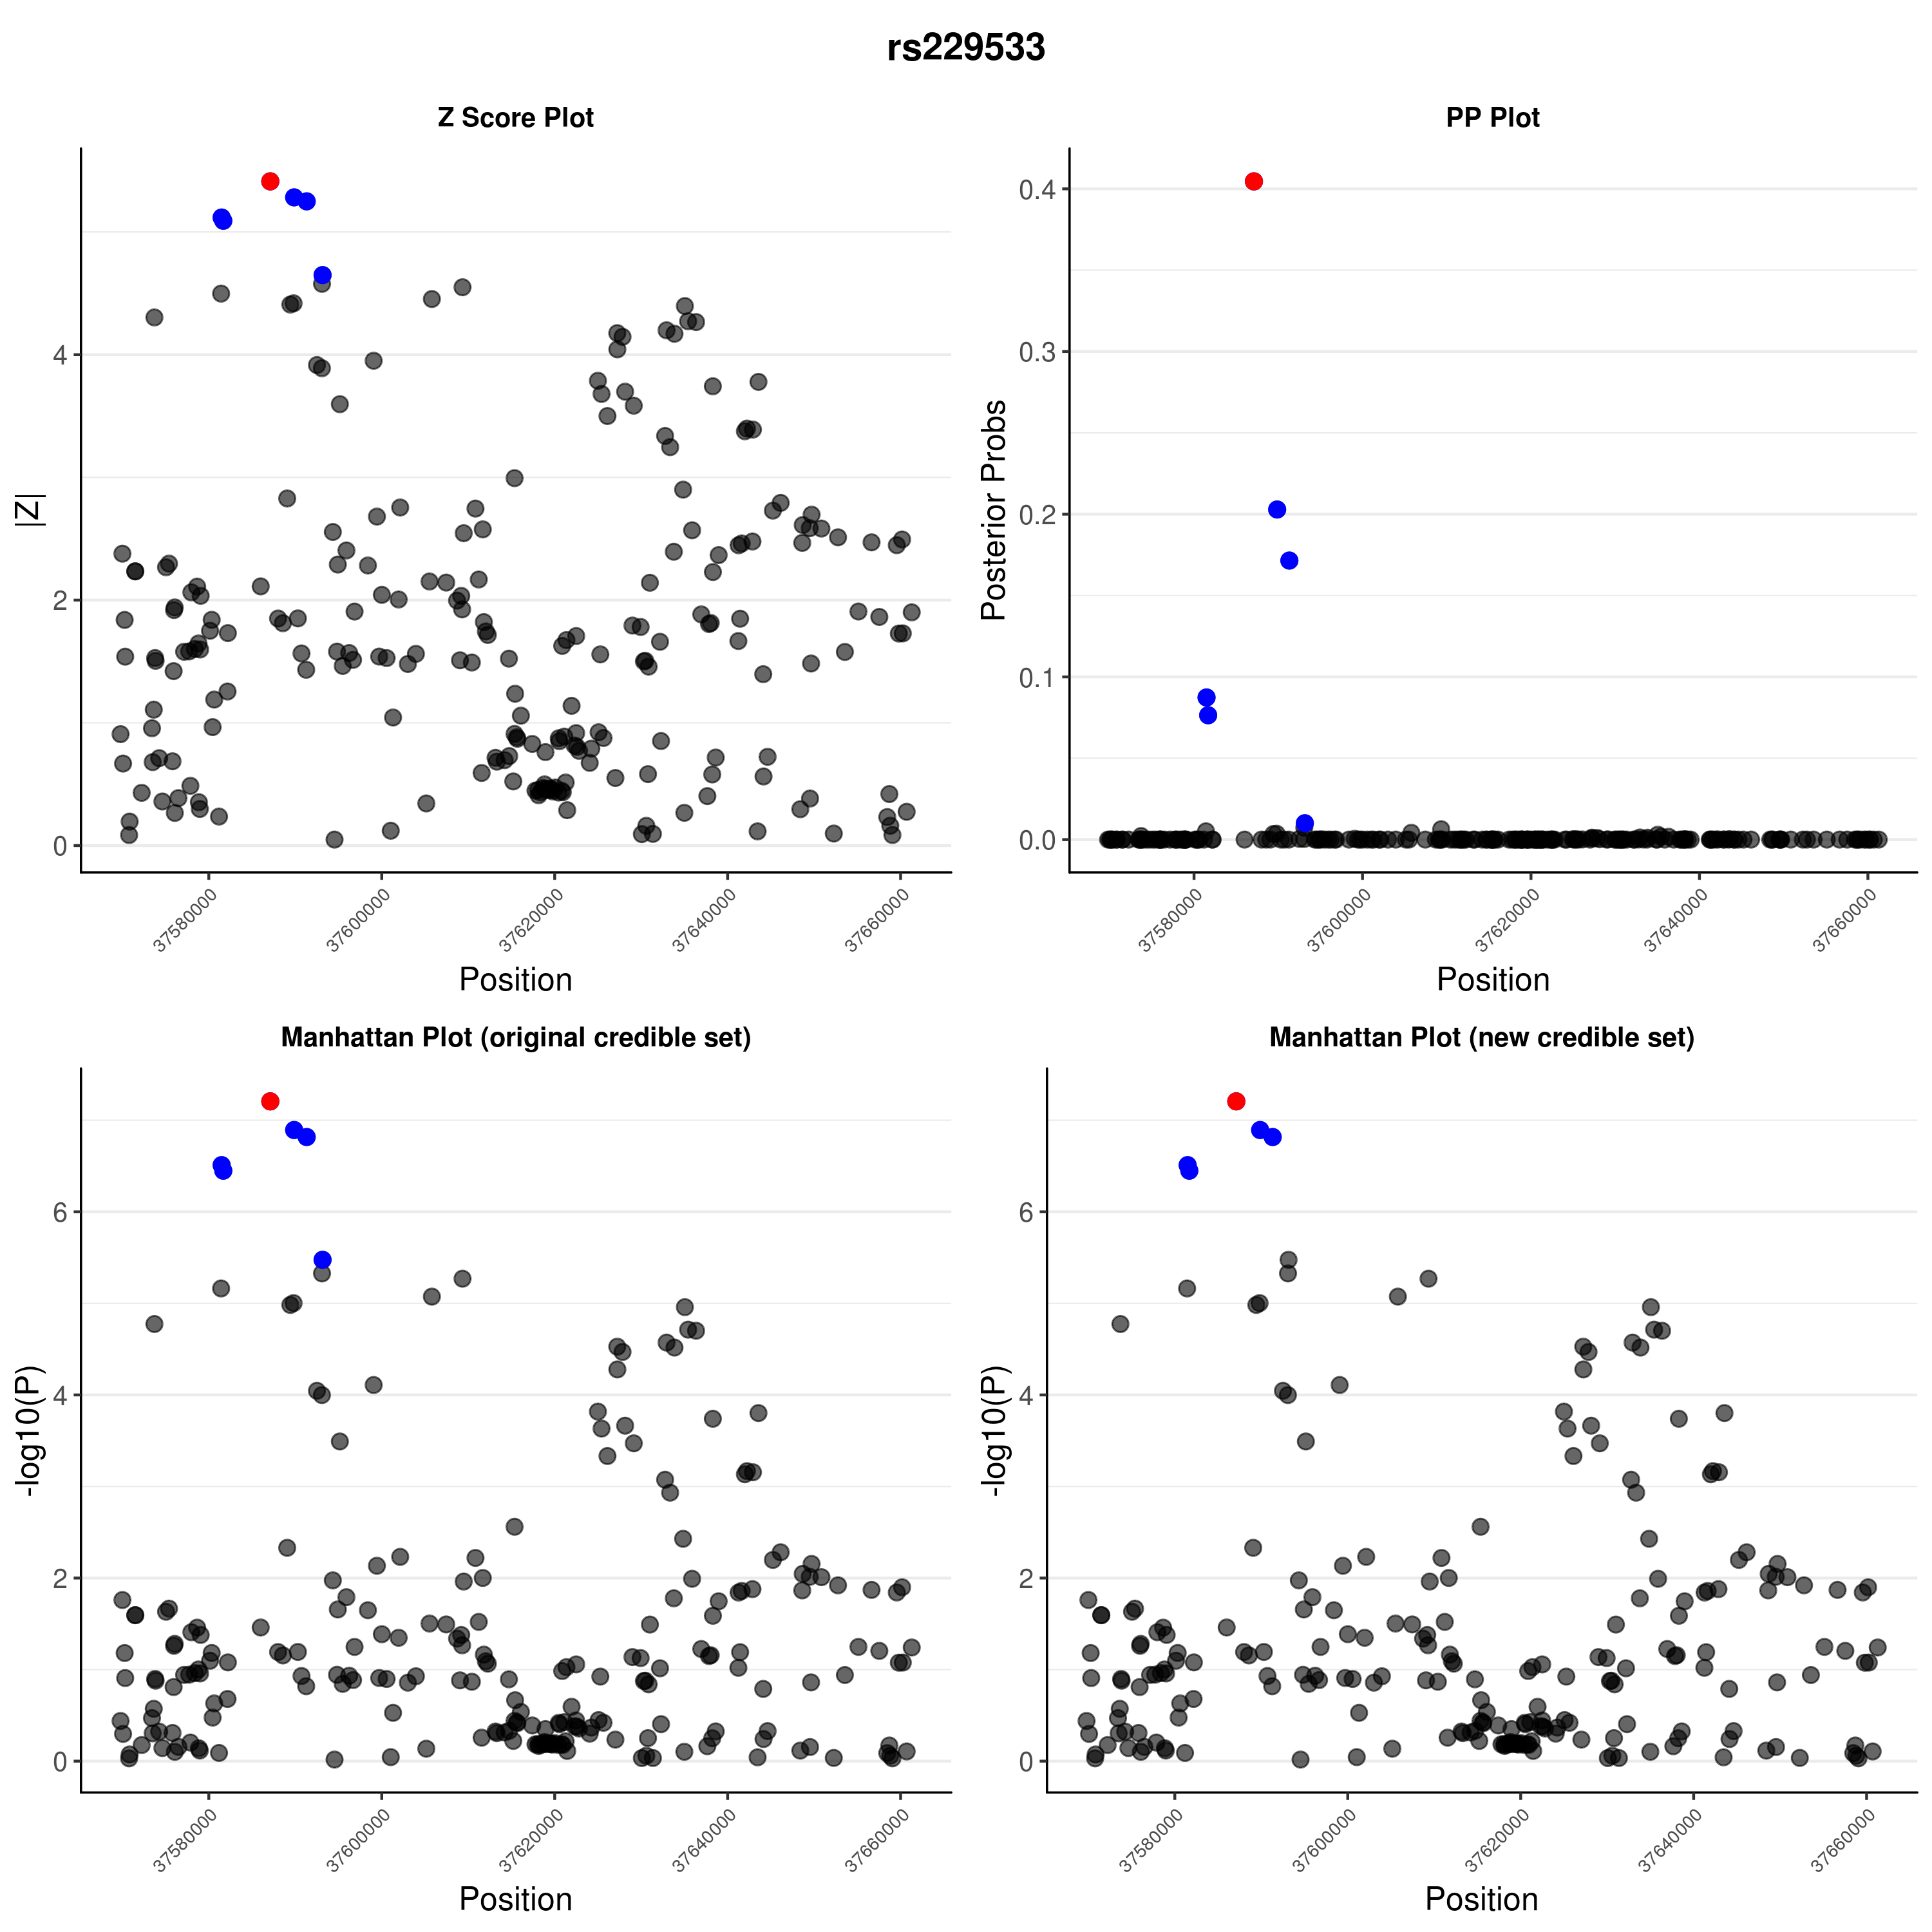 rs229533
Z Score Plot
|Z|
4
2
0
37580000
37600000
37620000
37640000
37660000
Position
PP Plot
Posterior Probs
0.4
0.3
0.2
0.1
0.0
37580000
37600000
37620000
37640000
37660000
Position
Manhattan Plot (original credible set)
-log10(P)
6
4
2
0
37580000
37600000
37620000
37640000
37660000
Position
Manhattan Plot (new credible set)
-log10(P)
6
4
2
0
37580000
37600000
37620000
37640000
37660000
Position